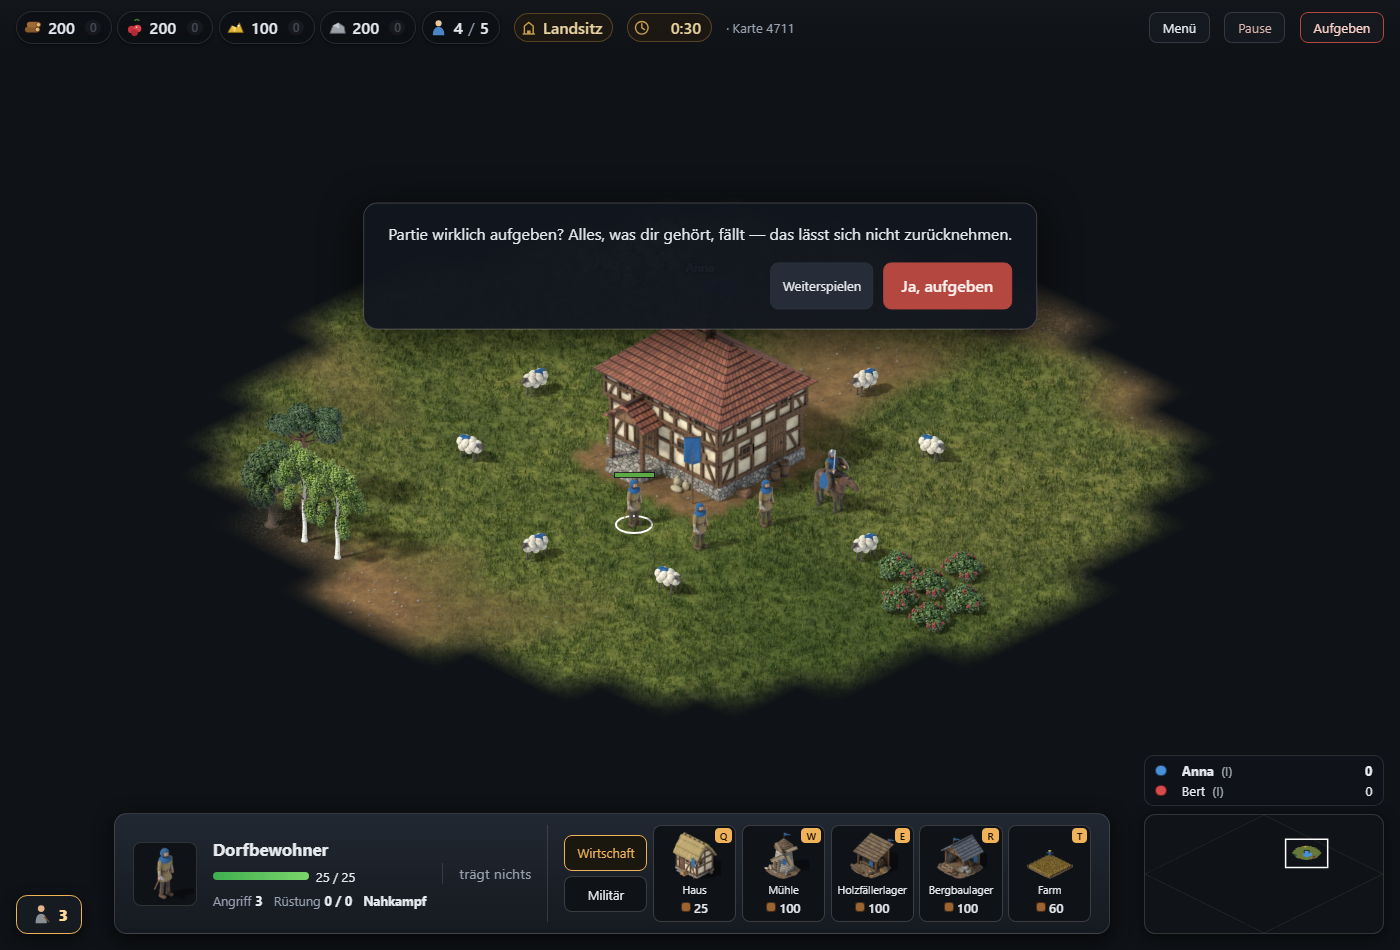 200 0 200 0 100 0 200 0 4 / 5 Landsitz 0:30 · Karte 4711 Menü Pause Aufgeben
Partie wirklich aufgeben? Alles, was dir gehört, fällt — das lässt sich nicht zurücknehmen.
Anna
Weiterspielen Ja, aufgeben
Anna (I) 0
Bert (I) 0
Dorfbewohner
25 / 25
Angriff 3 Rüstung 0 / 0 Nahkampf
trägt nichts
Wirtschaft
Militär
Q
Haus
25
W
Mühle
100
E
Holzfällerlager
100
R
Bergbaulager
100
T
Farm
60
3